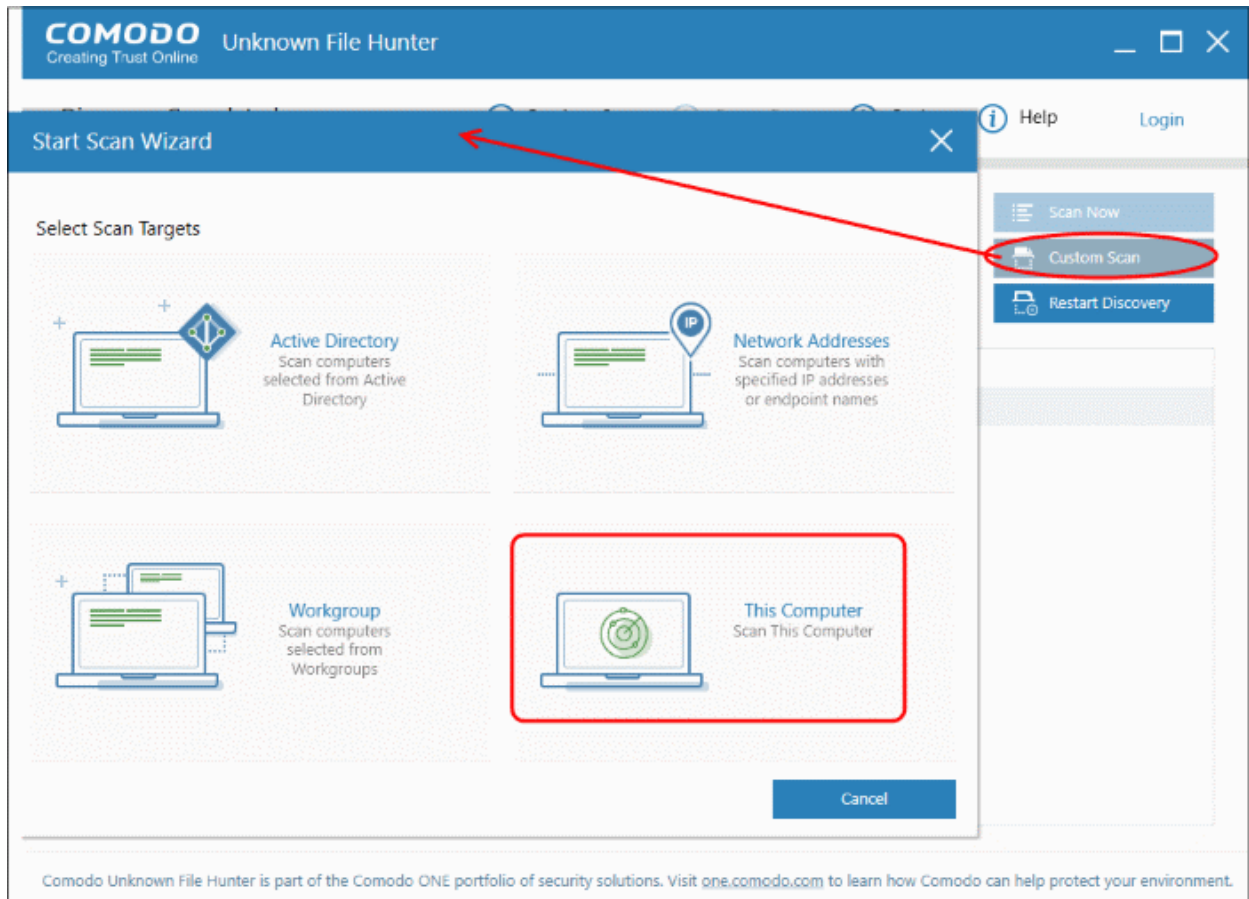 COMODO
Creating Trust Online
Unknown File Hunter
Help
Login
Start Scan Wizard
Select Scan Targets
Scan Now
Custom Scan
Restart Discovery
Active Directory
Scan computers
selected from Active
Directory
IP
Network Addresses
Scan computers with
specified IP addresses
or endpoint names
Workgroup
Scan computers
selected from
Workgroups
This Computer
Scan This Computer
Cancel
Comodo Unknown File Hunter is part of the Comodo ONE portfolio of security solutions. Visit one.comodo.com to learn how Comodo can help protect your environment.